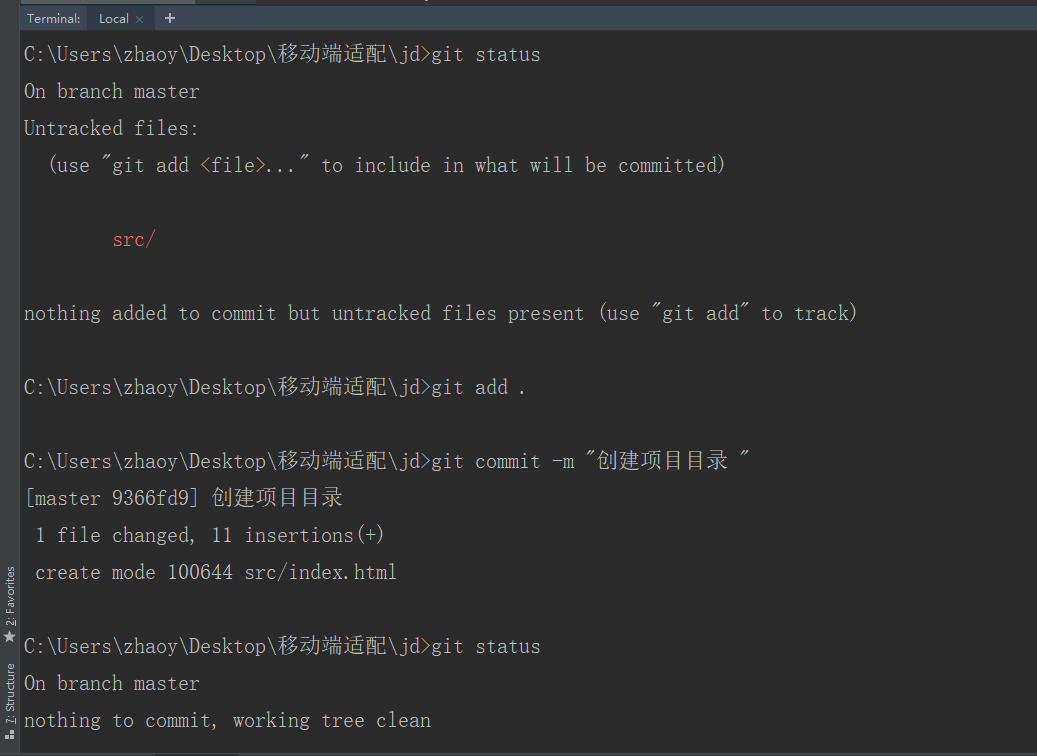 Terminal: Local × +
C:\Users\zhaoy\Desktop\移动端适配\jd>git status
On branch master
Untracked files:
  (use "git add <file>..." to include in what will be committed)
        src/
nothing added to commit but untracked files present (use "git add" to track)
C:\Users\zhaoy\Desktop\移动端适配\jd>git add .
C:\Users\zhaoy\Desktop\移动端适配\jd>git commit -m "创建项目目录 "
[master 9366fd9] 创建项目目录
 1 file changed, 11 insertions(+)
 create mode 100644 src/index.html
C:\Users\zhaoy\Desktop\移动端适配\jd>git status
On branch master
nothing to commit, working tree clean
2: Favorites
7: Structure